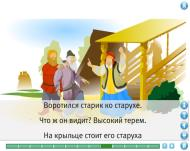 Воротился старик ко старухе.
Что ж он видит? Высокий терем.
На крыльце стоит его старуха